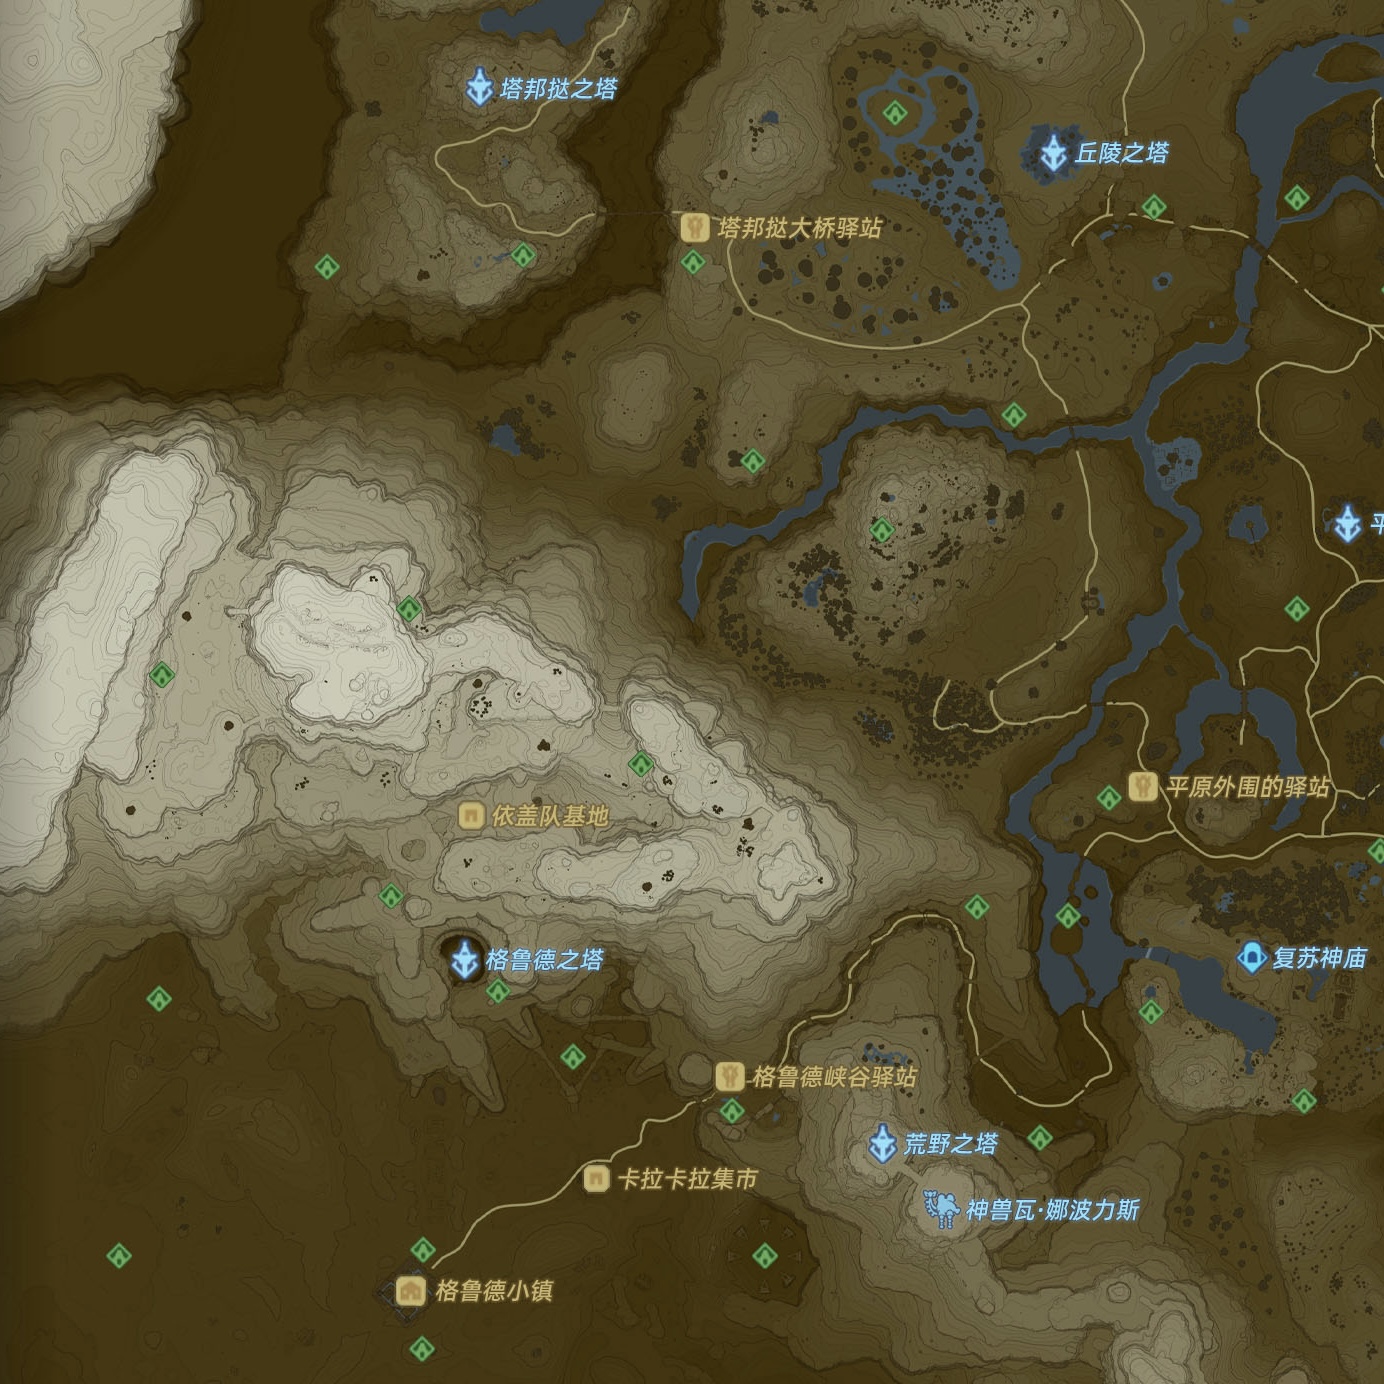 塔邦挞之塔
丘陵之塔
塔邦挞大桥驿站
平
平原外围的驿站
依盖队基地
格鲁德之塔
复苏神庙
格鲁德峡谷驿站
荒野之塔
卡拉卡拉集市
神兽瓦·娜波力斯
格鲁德小镇